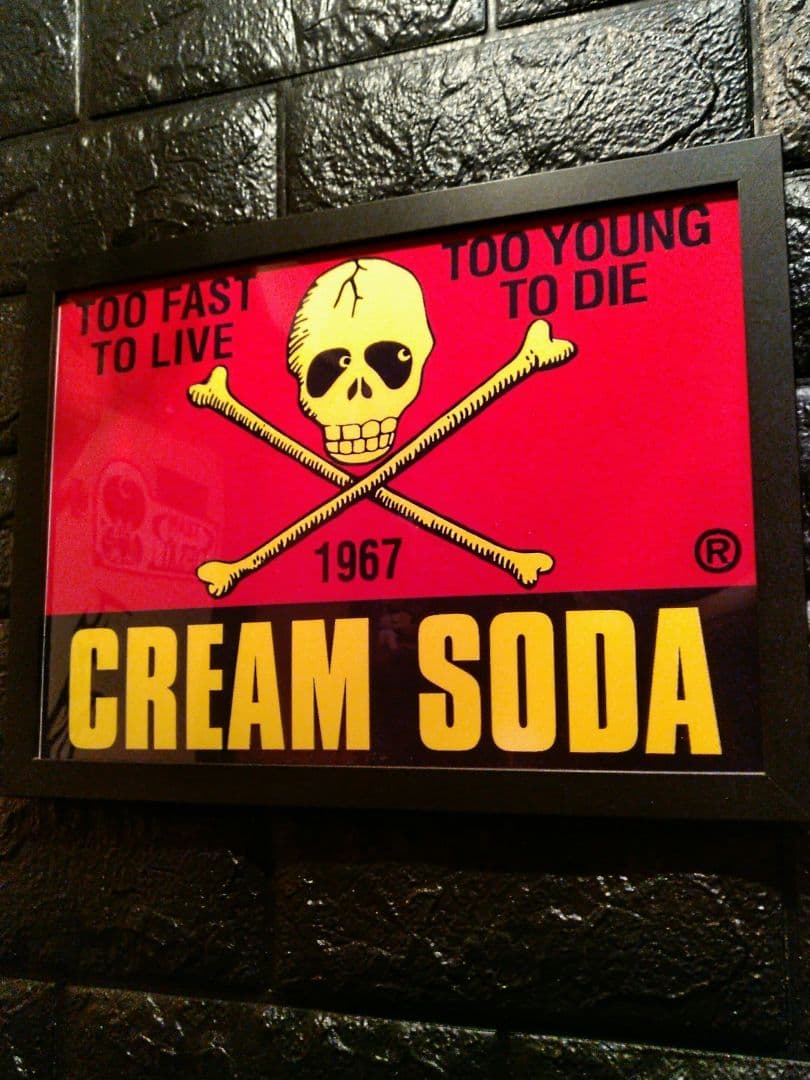 TOO FAST
TO LIVE
TOO YOUNG
TO DIE
1967
®
CREAM SODA